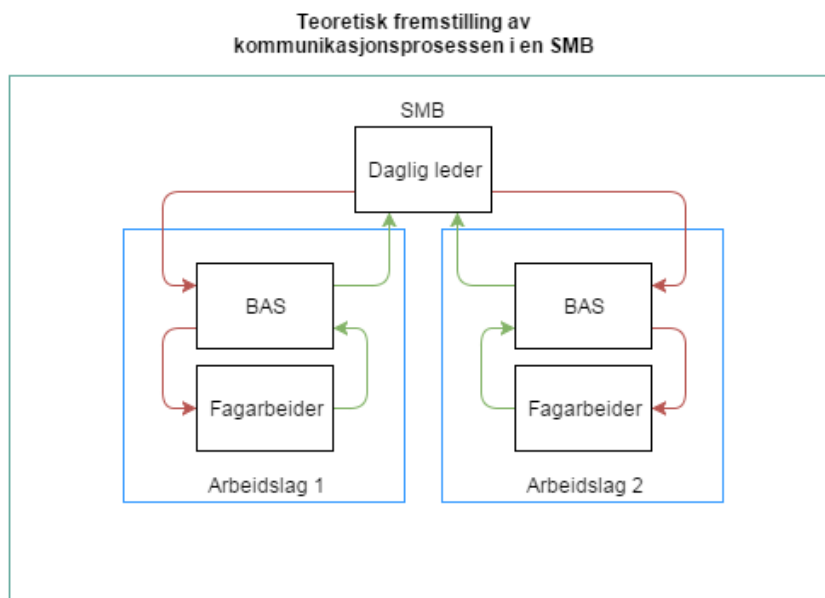 Teoretisk fremstilling av
kommunikasjonsprosessen i en SMB
SMB
Daglig leder
BAS
BAS
Fagarbeider
Fagarbeider
Arbeidslag 1
Arbeidslag 2